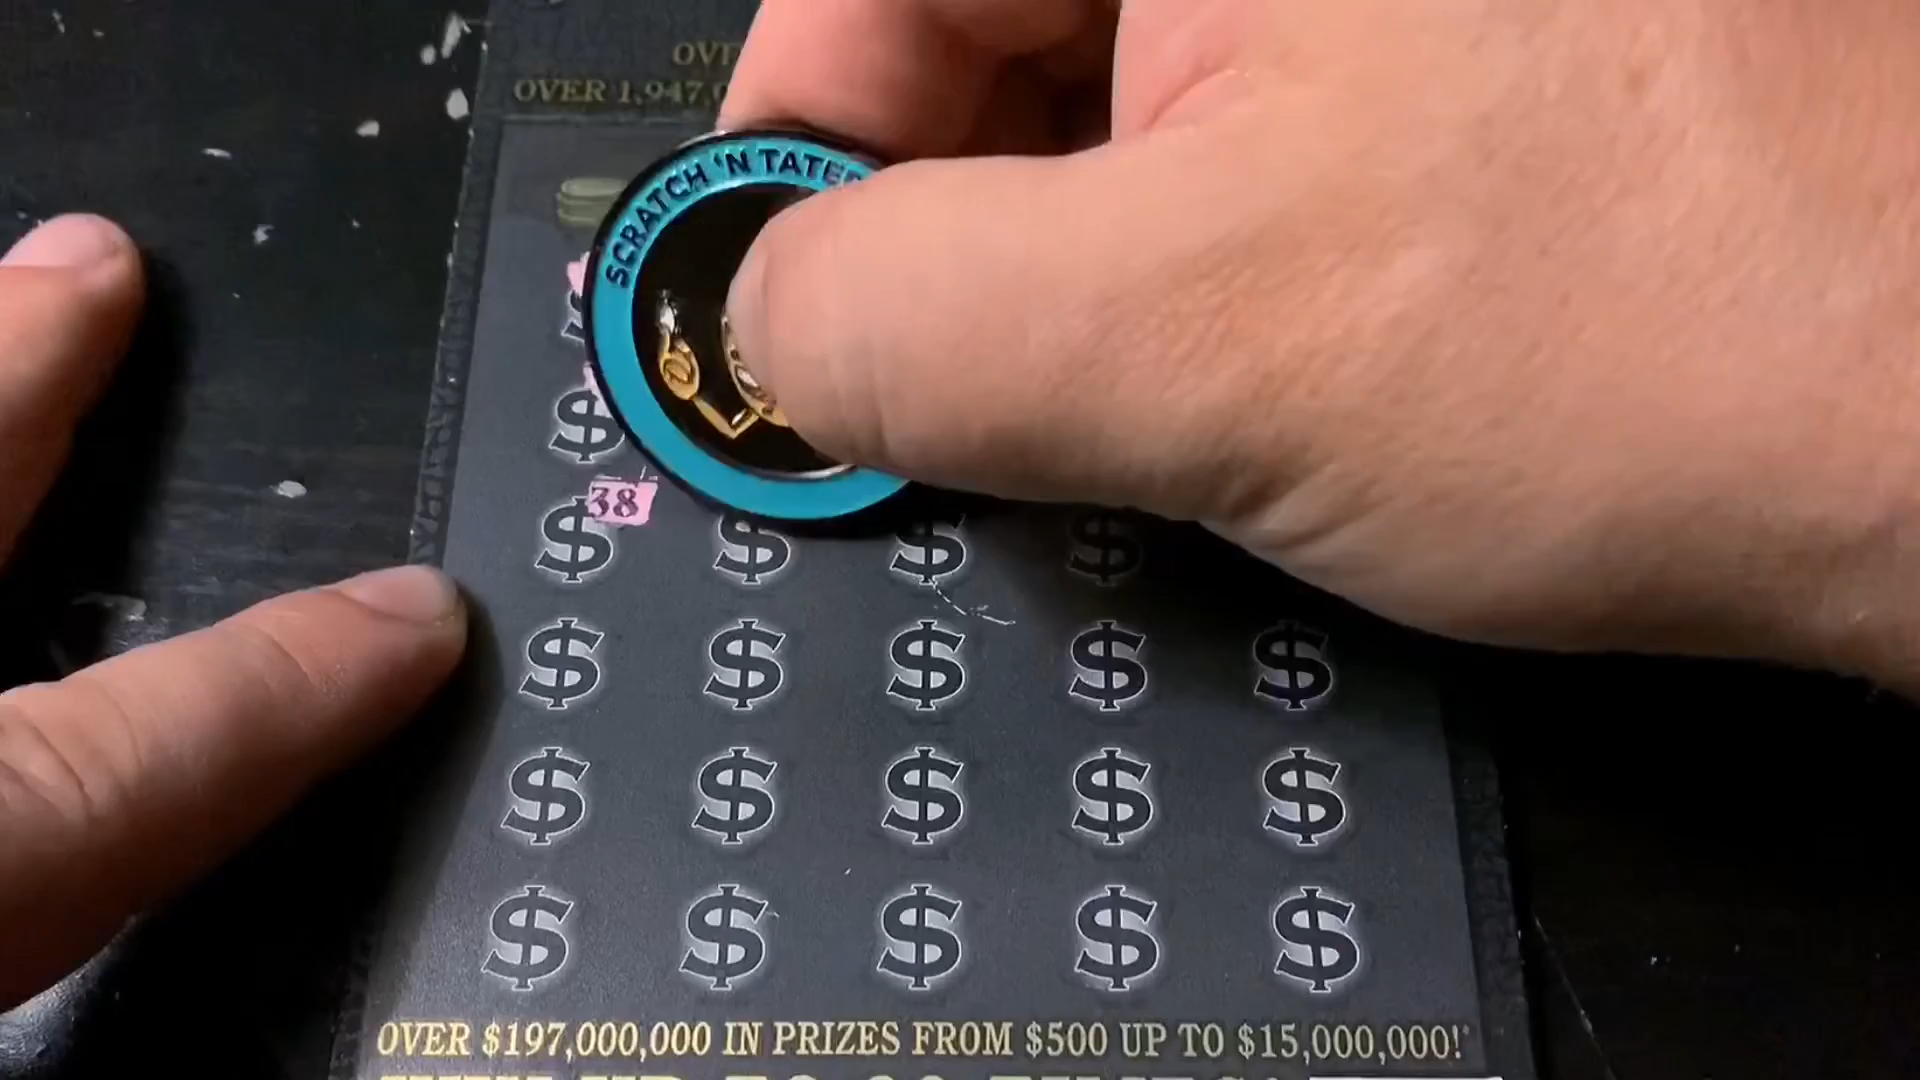 OVER 1,947,0
SCRATCH 'N TATER
38
$ $ $ $
$ $ $ $ $
$ $ $ $ $
$ $ $ $ $
OVER $197,000,000 IN PRIZES FROM $500 UP TO $15,000,000!*